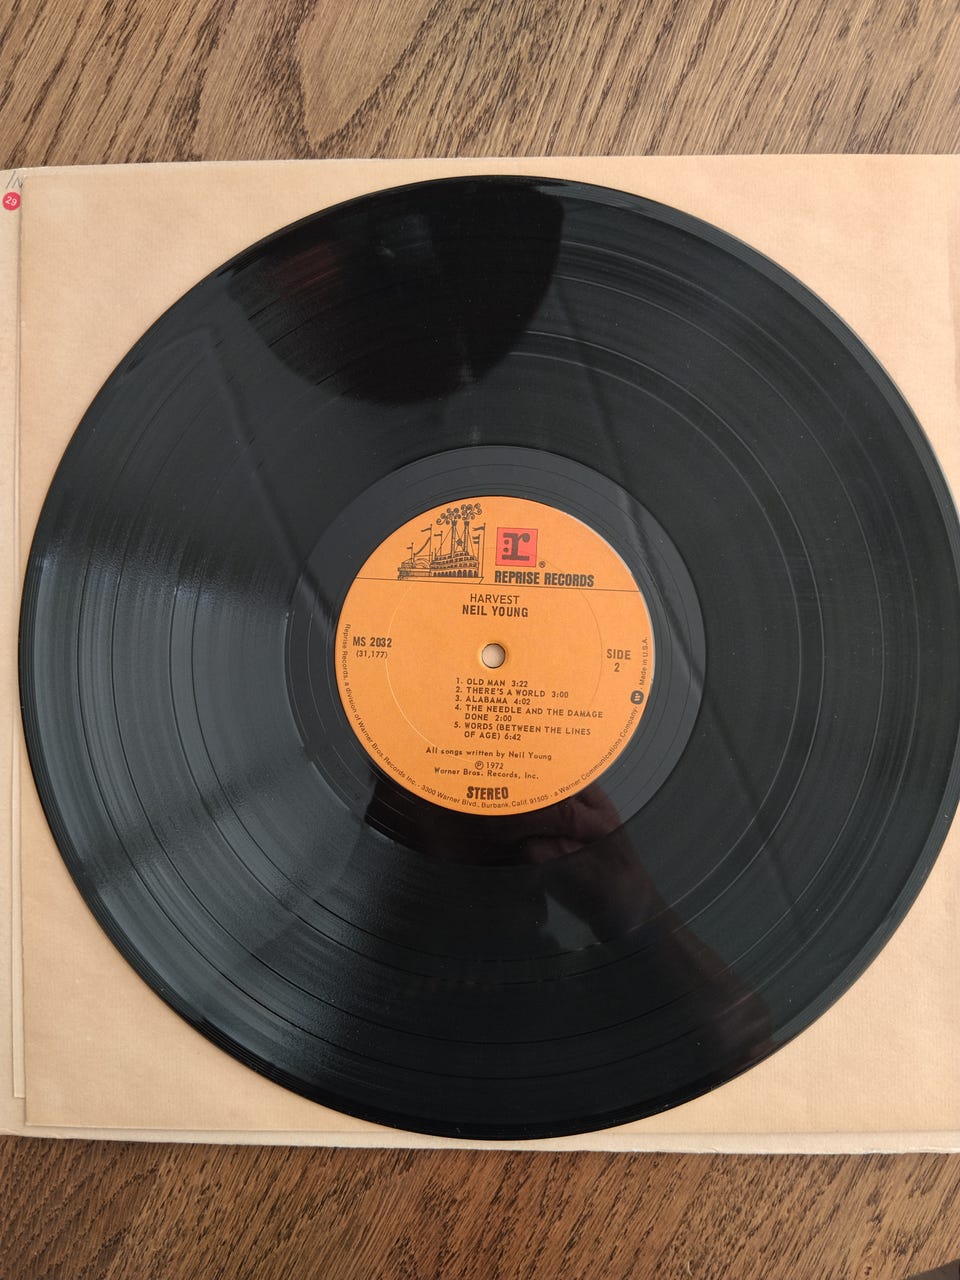 IN
29
r
®
REPRISE RECORDS
HARVEST
NEIL YOUNG
MS 2032
(31,177)
SIDE
2
1. OLD MAN 3:22
2. THERE'S A WORLD 3:00
3. ALABAMA 4:02
4. THE NEEDLE AND THE DAMAGE
DONE 2:00
5. WORDS (BETWEEN THE LINES
OF AGE) 6:42
All songs written by Neil Young
Ⓟ 1972
Warner Bros. Records, Inc.
STEREO
Reprise Records, a division of Warner Bros. Records Inc. · 3300 Warner Blvd., Burbank, Calif. 91505 · a Warner Communications Company · Made in U.S.A.